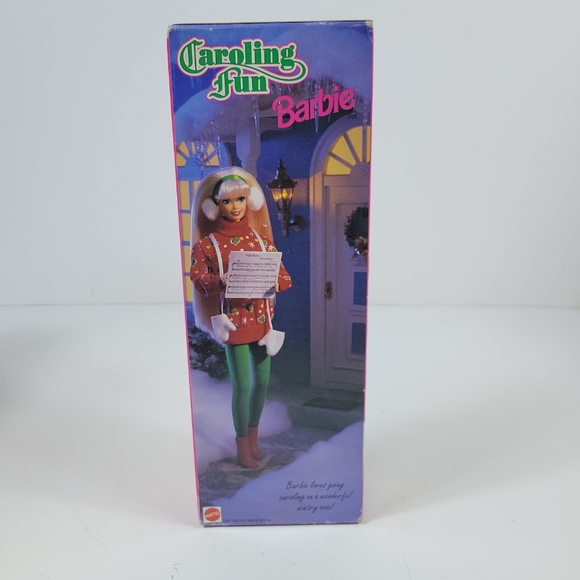 Caroling
Fun
Barbie
Barbie loves going
caroling on a wonderful
wintry eve!
MATTEL